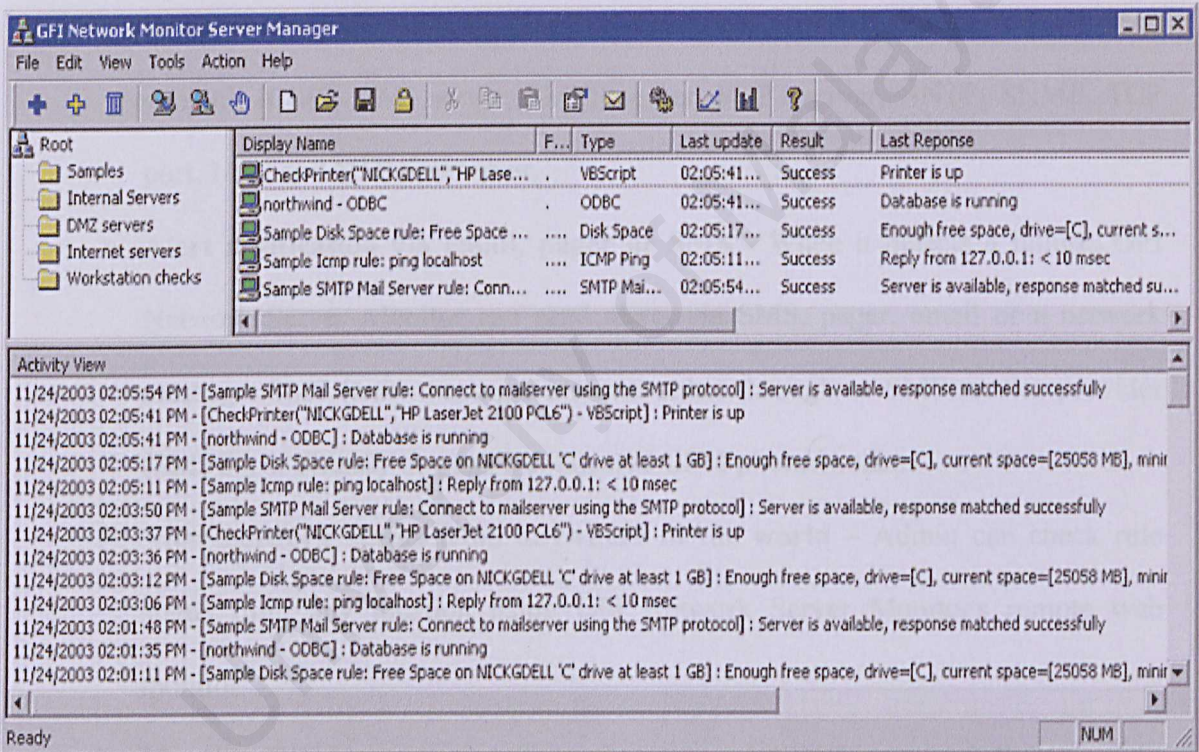 GFI Network Monitor Server Manager
File Edit View Tools Action Help
Root
Samples
Internal Servers
DMZ servers
Internet servers
Workstation checks
Display Name F... Type Last update Result Last Reponse
CheckPrinter("NICKGDELL","HP Lase... . VBScript 02:05:41... Success Printer is up
northwind - ODBC . ODBC 02:05:41... Success Database is running
Sample Disk Space rule: Free Space ... .... Disk Space 02:05:17... Success Enough free space, drive=[C], current s...
Sample Icmp rule: ping localhost .... ICMP Ping 02:05:11... Success Reply from 127.0.0.1: < 10 msec
Sample SMTP Mail Server rule: Conn... .... SMTP Mai... 02:05:54... Success Server is available, response matched su...
Activity View
11/24/2003 02:05:54 PM - [Sample SMTP Mail Server rule: Connect to mailserver using the SMTP protocol] : Server is available, response matched successfully
11/24/2003 02:05:41 PM - [CheckPrinter("NICKGDELL","HP LaserJet 2100 PCL6") - VBScript] : Printer is up
11/24/2003 02:05:41 PM - [northwind - ODBC] : Database is running
11/24/2003 02:05:17 PM - [Sample Disk Space rule: Free Space on NICKGDELL 'C' drive at least 1 GB] : Enough free space, drive=[C], current space=[25058 MB], minir
11/24/2003 02:05:11 PM - [Sample Icmp rule: ping localhost] : Reply from 127.0.0.1: < 10 msec
11/24/2003 02:03:50 PM - [Sample SMTP Mail Server rule: Connect to mailserver using the SMTP protocol] : Server is available, response matched successfully
11/24/2003 02:03:37 PM - [CheckPrinter("NICKGDELL","HP LaserJet 2100 PCL6") - VBScript] : Printer is up
11/24/2003 02:03:36 PM - [northwind - ODBC] : Database is running
11/24/2003 02:03:12 PM - [Sample Disk Space rule: Free Space on NICKGDELL 'C' drive at least 1 GB] : Enough free space, drive=[C], current space=[25058 MB], minir
11/24/2003 02:03:06 PM - [Sample Icmp rule: ping localhost] : Reply from 127.0.0.1: < 10 msec
11/24/2003 02:01:48 PM - [Sample SMTP Mail Server rule: Connect to mailserver using the SMTP protocol] : Server is available, response matched successfully
11/24/2003 02:01:35 PM - [northwind - ODBC] : Database is running
11/24/2003 02:01:11 PM - [Sample Disk Space rule: Free Space on NICKGDELL 'C' drive at least 1 GB] : Enough free space, drive=[C], current space=[25058 MB], minir
Ready NUM
University of Malay